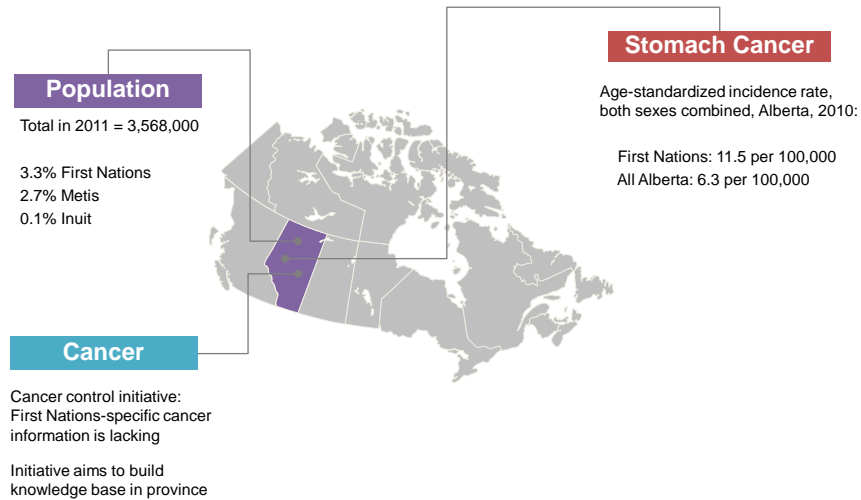 Population
Total in 2011 = 3,568,000
3.3% First Nations
2.7% Metis
0.1% Inuit
Stomach Cancer
Age-standardized incidence rate,
both sexes combined, Alberta, 2010:
First Nations: 11.5 per 100,000
All Alberta: 6.3 per 100,000
Cancer
Cancer control initiative:
First Nations-specific cancer
information is lacking
Initiative aims to build
knowledge base in province